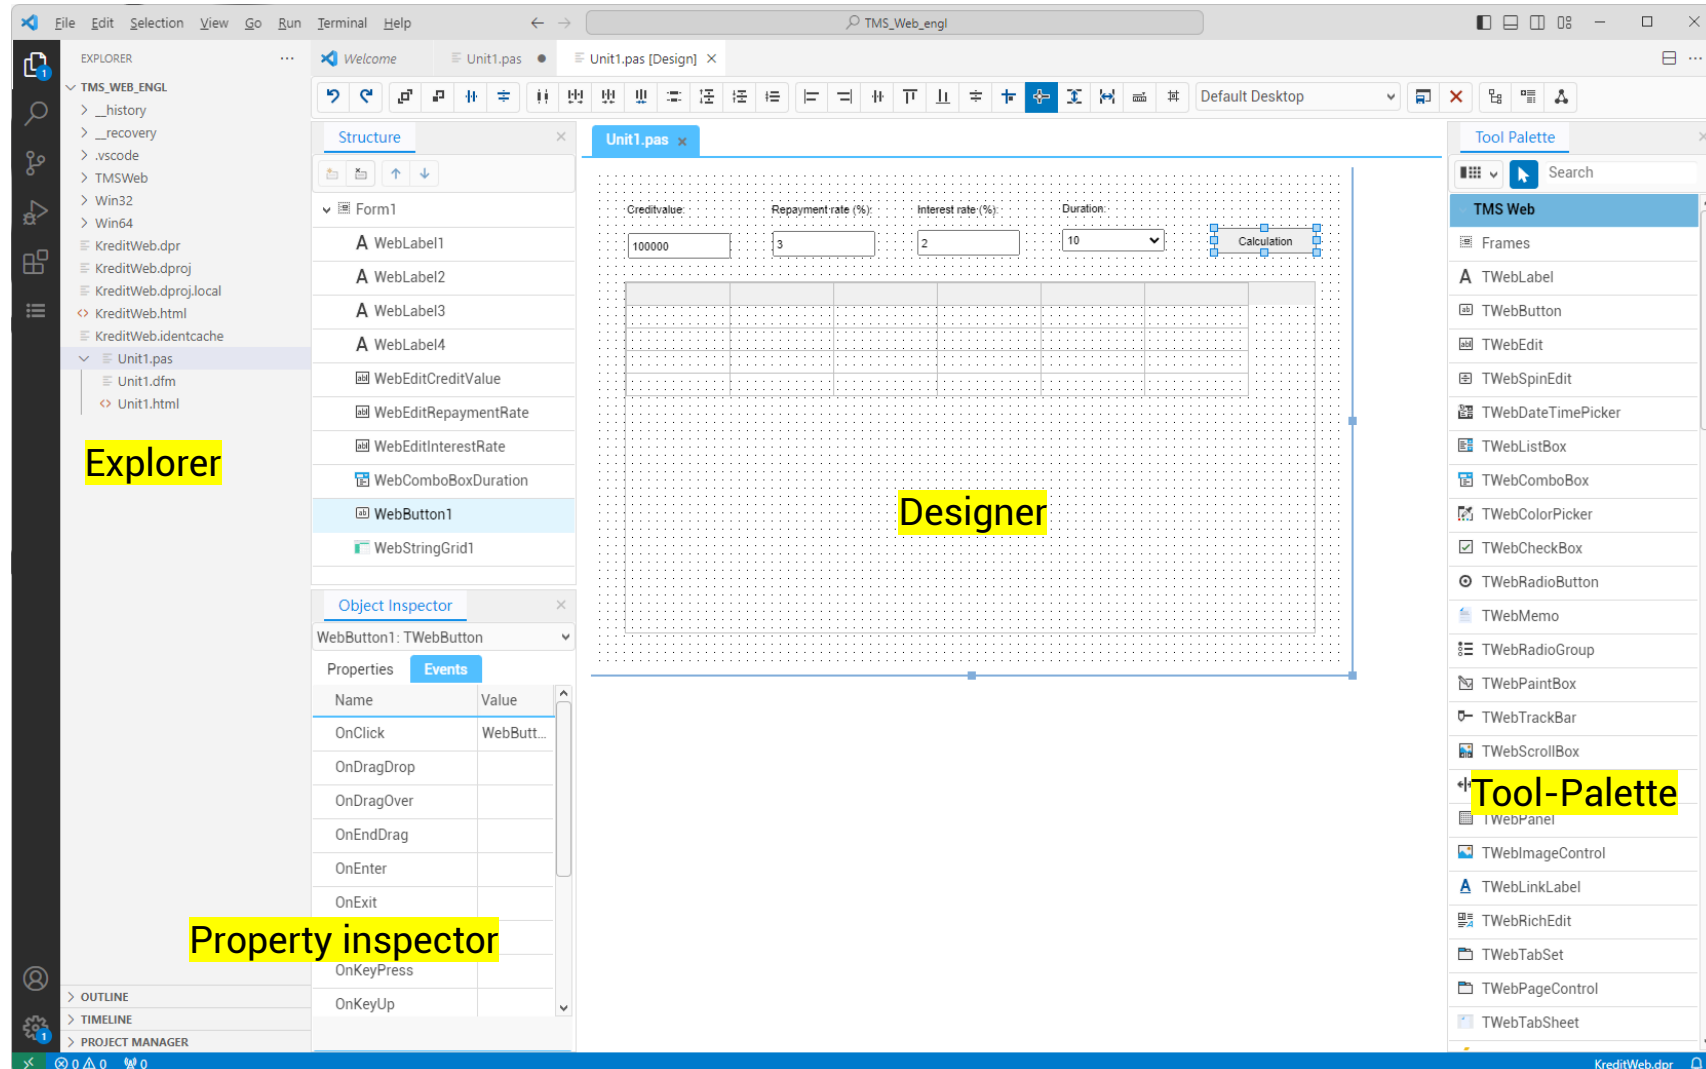 File Edit Selection View Go Run Terminal Help
TMS_Web_engl
EXPLORER
TMS_WEB_ENGL
__history
__recovery
.vscode
TMSWeb
Win32
Win64
KreditWeb.dpr
KreditWeb.dproj
KreditWeb.dproj.local
KreditWeb.html
KreditWeb.identcache
Unit1.pas
Unit1.dfm
Unit1.html
Explorer
OUTLINE
TIMELINE
PROJECT MANAGER
Welcome
Unit1.pas
Unit1.pas [Design]
Default Desktop
Structure
Form1
WebLabel1
WebLabel2
WebLabel3
WebLabel4
WebEditCreditValue
WebEditRepaymentRate
WebEditInterestRate
WebComboBoxDuration
WebButton1
WebStringGrid1
Object Inspector
WebButton1: TWebButton
Properties Events
Name Value
OnClick WebButt...
OnDragDrop
OnDragOver
OnEndDrag
OnEnter
OnExit
Property inspector
OnKeyPress
OnKeyUp
Unit1.pas
Creditvalue: Repayment rate (%): Interest rate (%): Duration:
100000 3 2 10 Calculation
Designer
Tool Palette
Search
TMS Web
Frames
TWebLabel
TWebButton
TWebEdit
TWebSpinEdit
TWebDateTimePicker
TWebListBox
TWebComboBox
TWebColorPicker
TWebCheckBox
TWebRadioButton
TWebMemo
TWebRadioGroup
TWebPaintBox
TWebTrackBar
TWebScrollBox
Tool-Palette
TWebPanel
TWebImageControl
TWebLinkLabel
TWebRichEdit
TWebTabSet
TWebPageControl
TWebTabSheet
1
1
0 0 0
KreditWeb.dpr